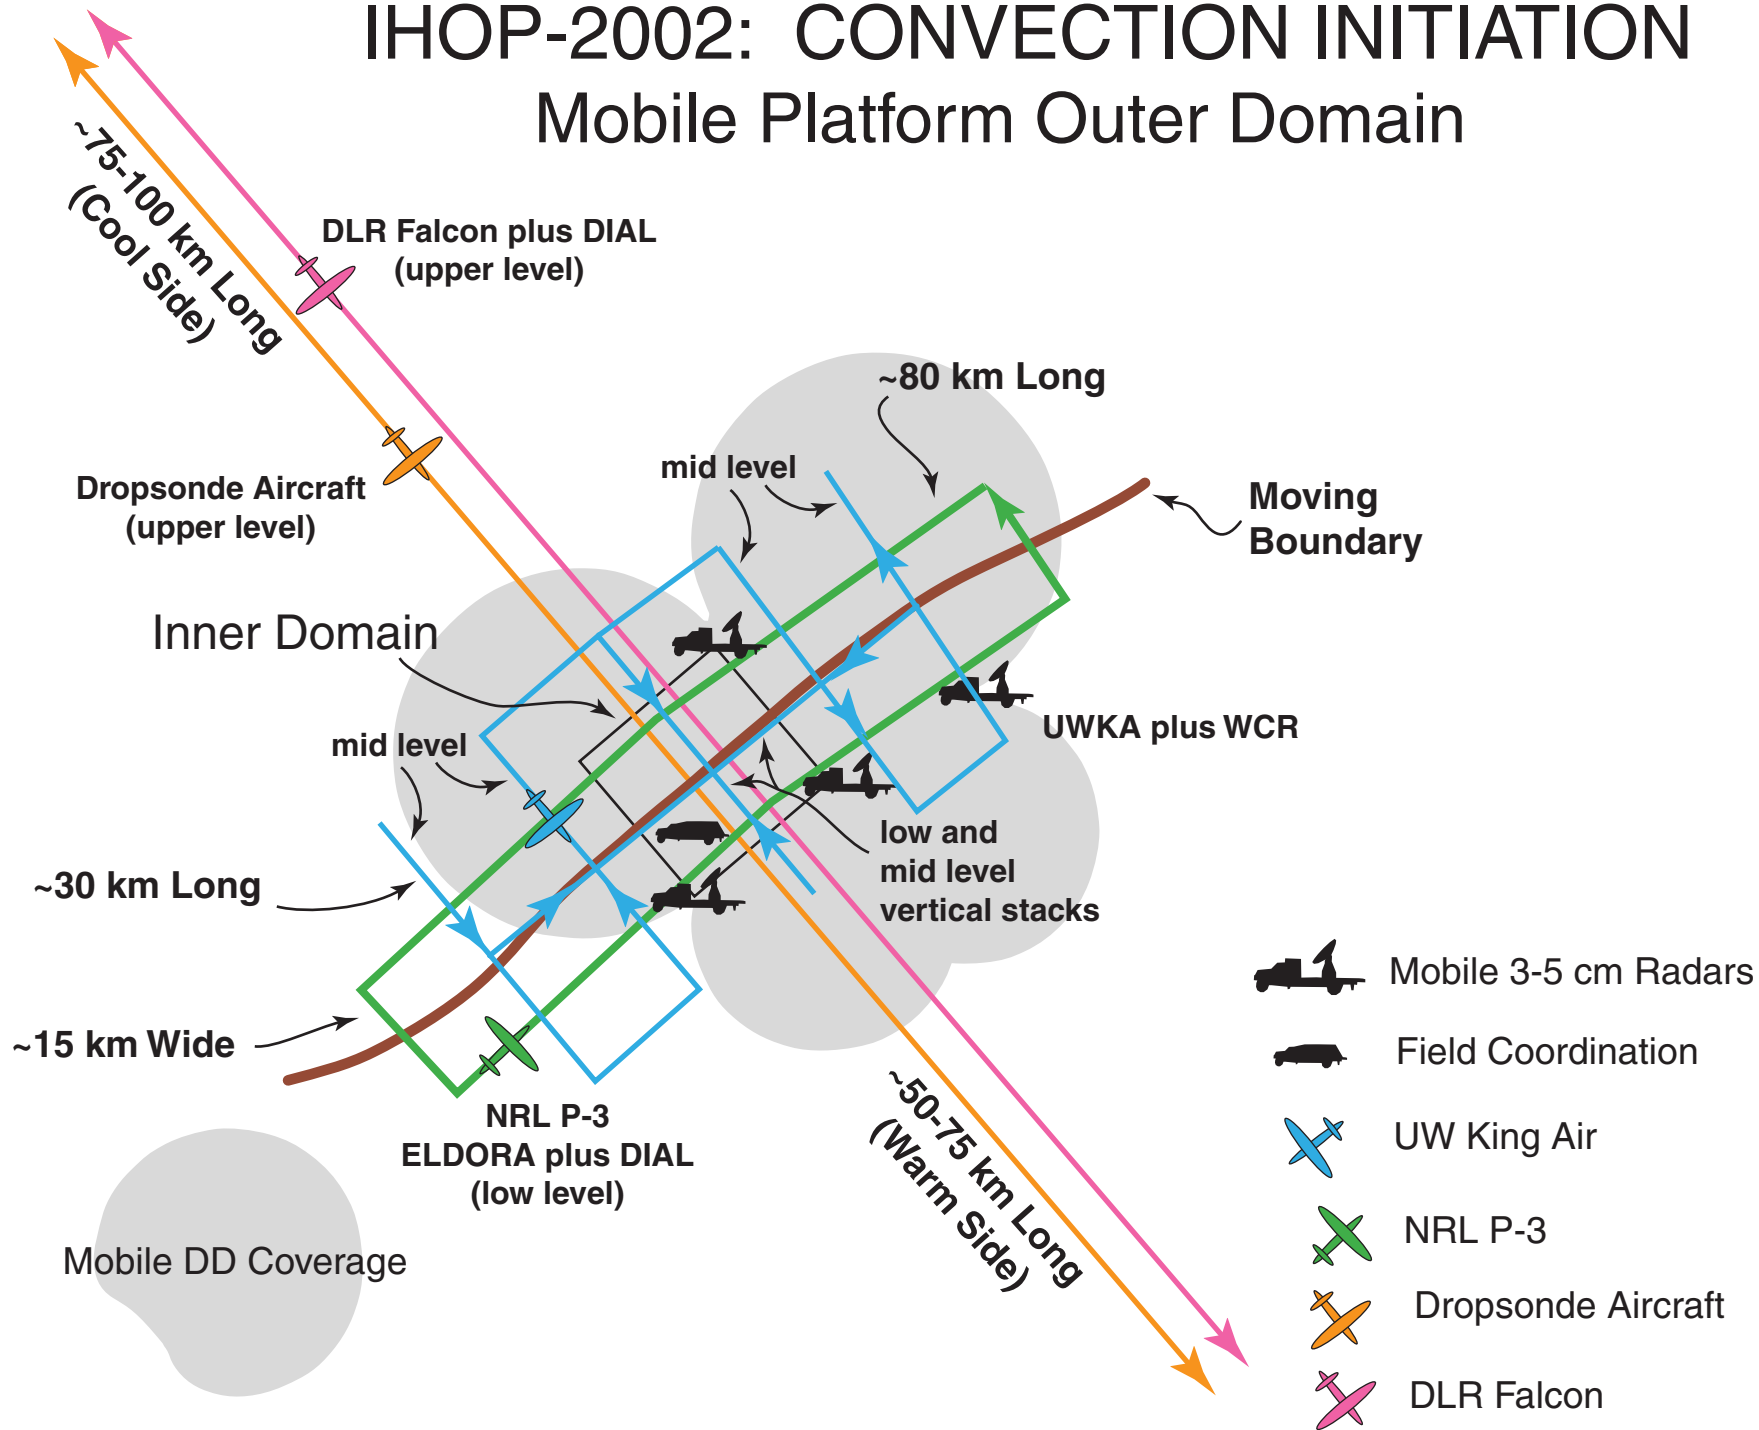 IHOP-2002: CONVECTION INITIATION
Mobile Platform Outer Domain
~75-100 km Long
(Cool Side)
DLR Falcon plus DIAL
(upper level)
~80 km Long
mid level
Dropsonde Aircraft
(upper level)
Moving
Boundary
Inner Domain
mid level
UWKA plus WCR
low and
mid level
vertical stacks
~30 km Long
~15 km Wide
NRL P-3
ELDORA plus DIAL
(low level)
~50-75 km Long
(Warm Side)
Mobile DD Coverage
Mobile 3-5 cm Radars
Field Coordination
UW King Air
NRL P-3
Dropsonde Aircraft
DLR Falcon